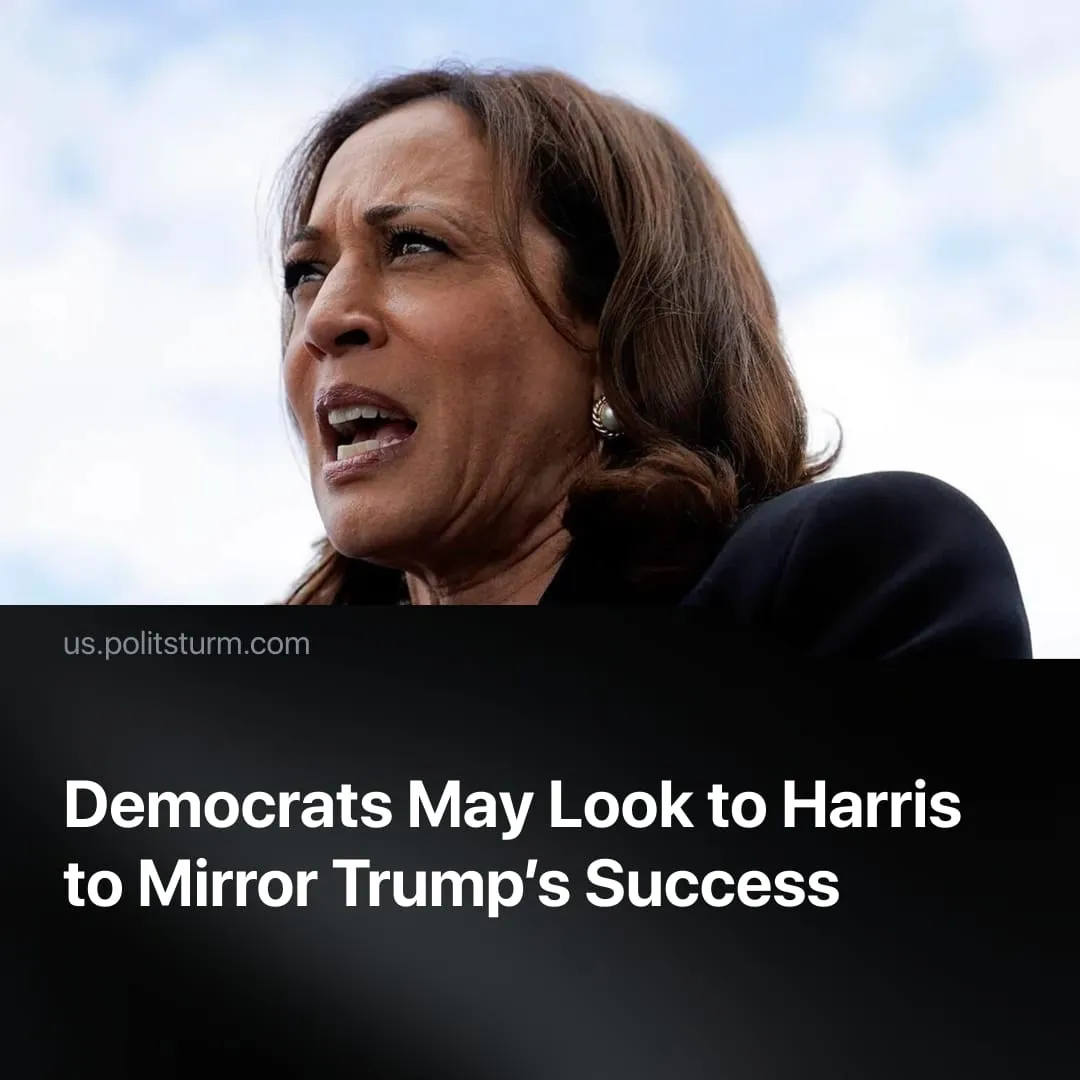 us.politsturm.com
Democrats May Look to Harris
to Mirror Trump’s Success